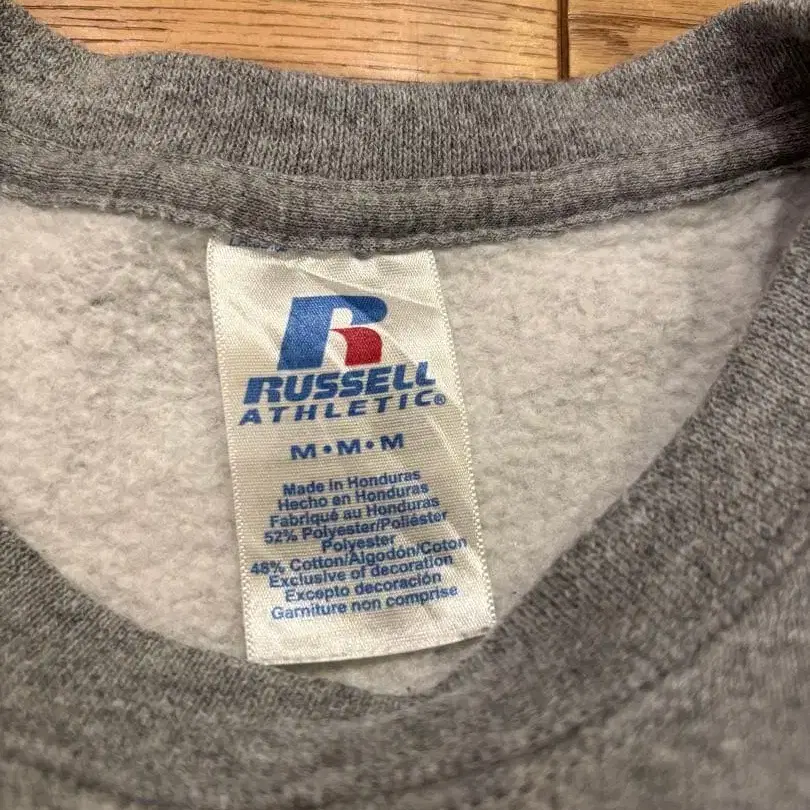 R
RUSSELL
ATHLETIC®
M•M•M
Made in Honduras
Hecho en Honduras
Fabriqué au Honduras
52% Polyester/Poliéster
Polyester
48% Cotton/Algodón/Coton
Exclusive of decoration
Excepto decoración
Garniture non comprise